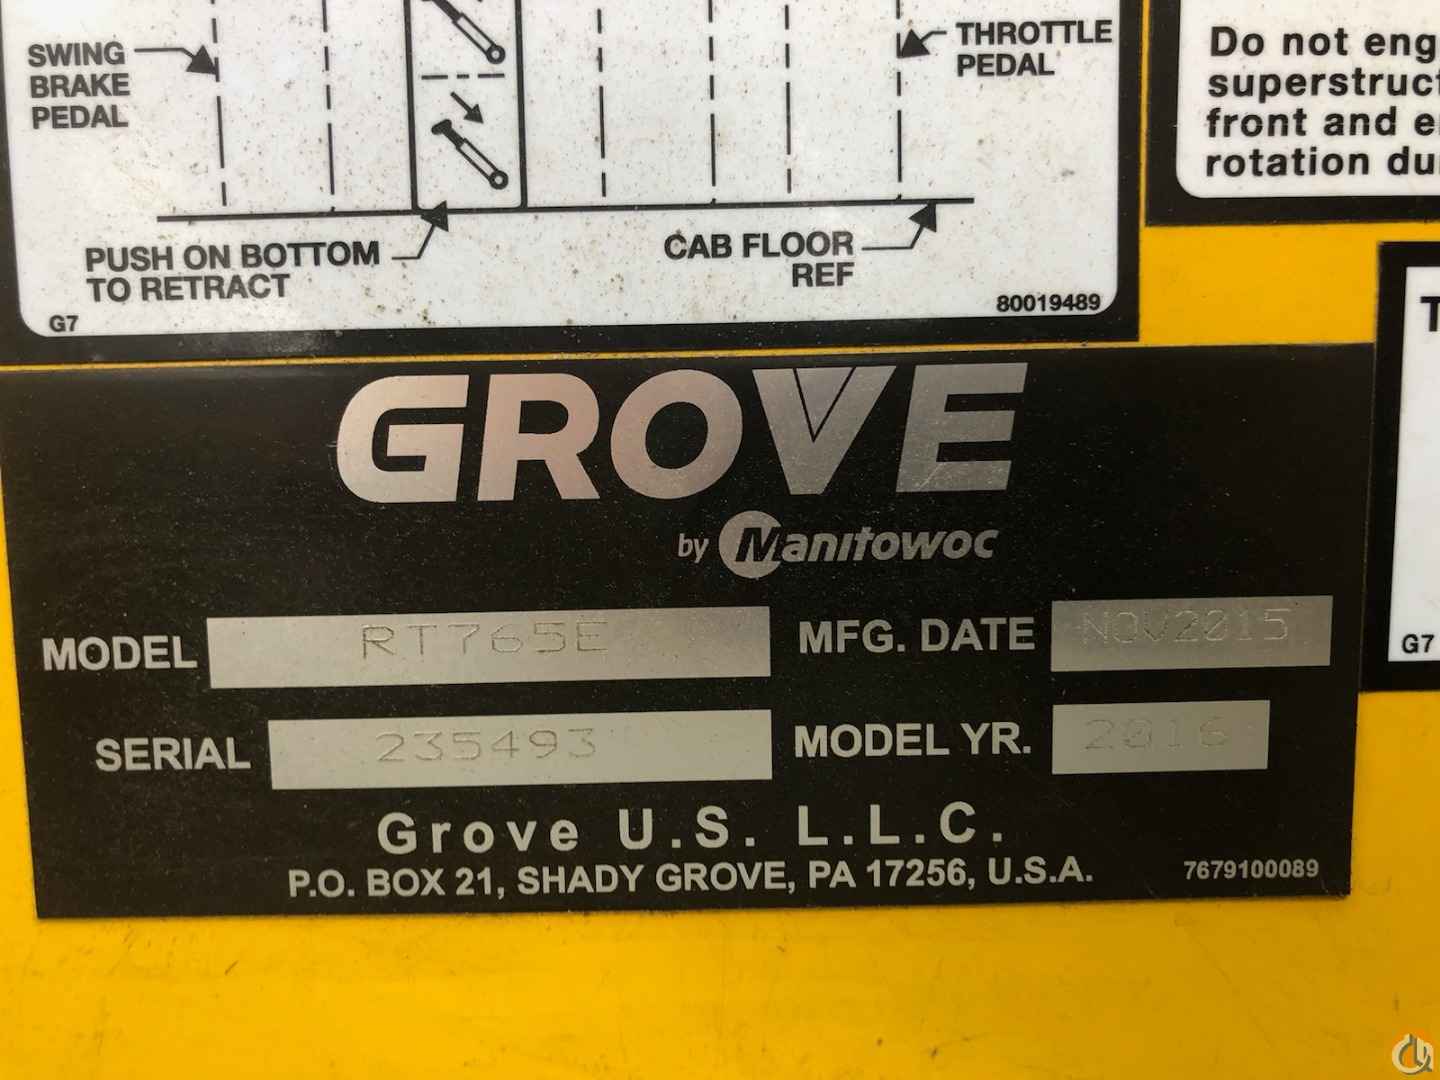 SWING
BRAKE
PEDAL
THROTTLE
PEDAL
PUSH ON BOTTOM
TO RETRACT
CAB FLOOR
REF
G7
80019489
Do not eng
superstruct
front and e
rotation du
T
G7
GROVE
by Manitowoc
MODEL RT765E
MFG. DATE NOV2015
SERIAL 235493
MODEL YR. 2016
Grove U.S. L.L.C.
P.O. BOX 21, SHADY GROVE, PA 17256, U.S.A.
7679100089